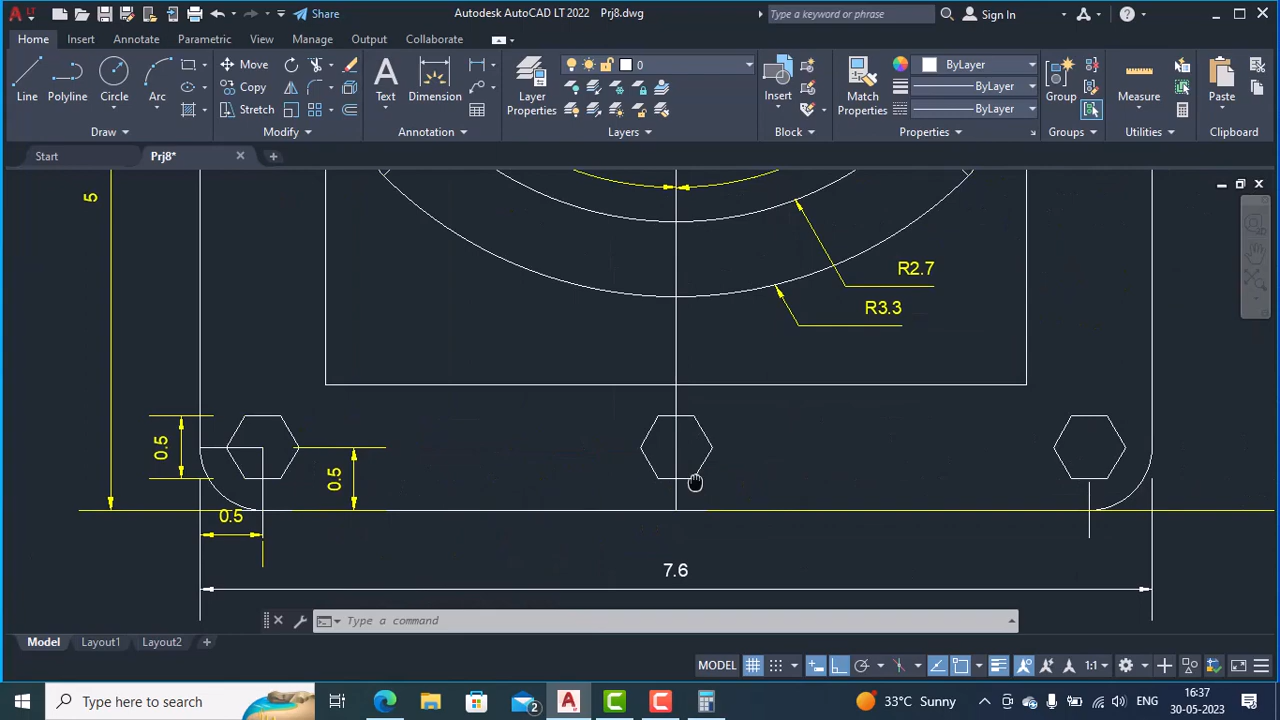 LT
Share
Autodesk AutoCAD LT 2022 Prj8.dwg
Type a keyword or phrase
Sign In
Home
Insert
Annotate
Parametric
View
Manage
Output
Collaborate
Line
Polyline
Circle
Arc
Move
Copy
Stretch
Text
Dimension
Layer
Properties
0
Insert
Match
Properties
ByLayer
ByLayer
ByLayer
Group
Measure
Paste
Draw
Modify
Annotation
Layers
Block
Properties
Groups
Utilities
Clipboard
Start
Prj8*
5
R2.7
R3.3
0.5
0.5
0.5
7.6
Type a command
Model
Layout1
Layout2
MODEL
1:1
Type here to search
2
33°C Sunny
ENG
16:37
30-05-2023